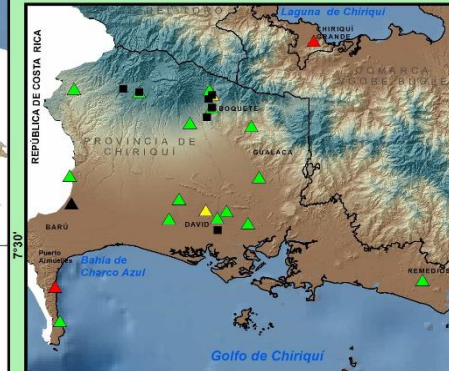 Laguna de Chiriquí
CHIRIQUÍ
GRANDE
REPÚBLICA DE COSTA RICA
COMARCA
NGOBE BUGLE
BOQUETE
PROVINCIA DE
CHIRIQUÍ
GUALACA
BARÚ
DAVID
7°30'
Puerto
Armuelles
Bahía de
Charco Azul
REMEDIOS
Golfo de Chiriquí